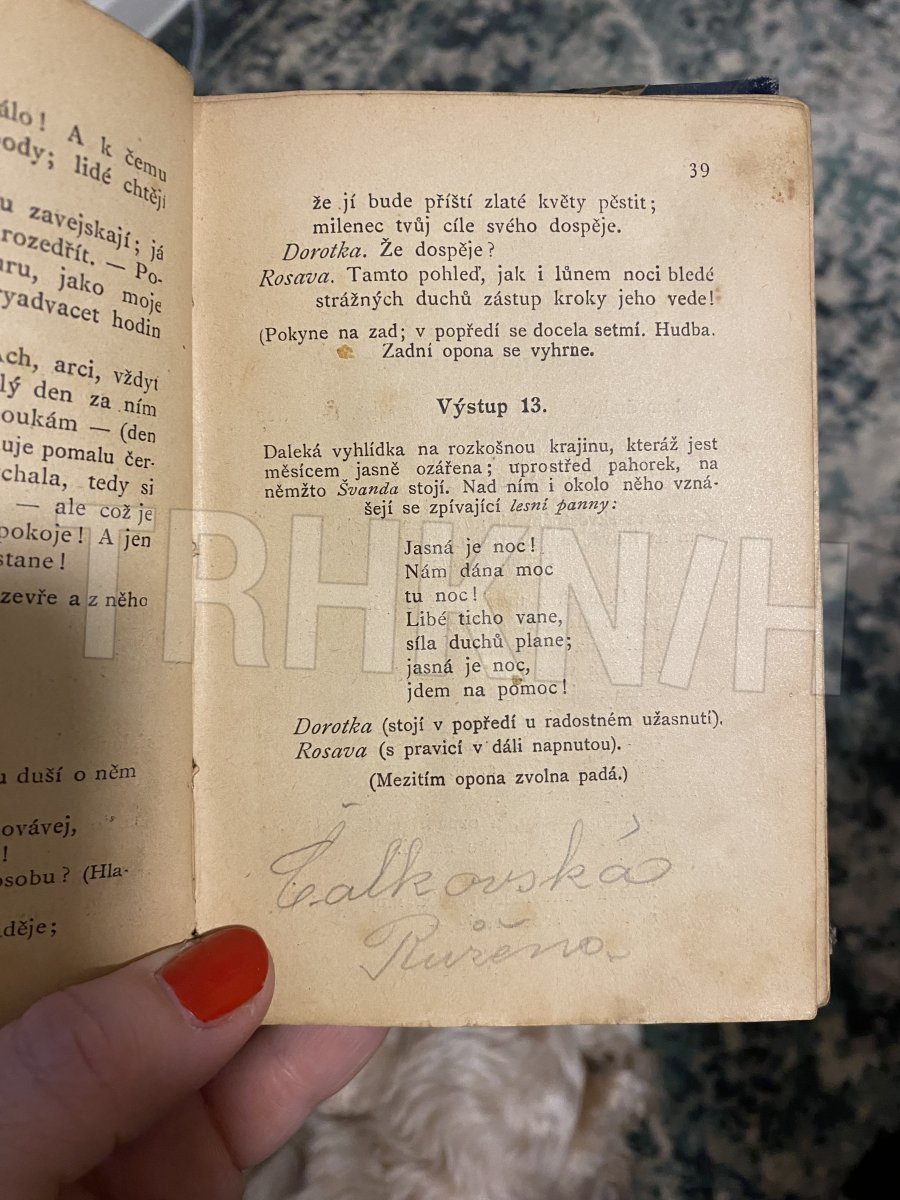 álo! A k čemu
ody; lidé chtějí
u zavejskají; já
rozedřít. — Po-
aru, jako moje
ryadvacet hodin
Ach, arci, vždyť
lý den za ním
oukám — (den
uje pomalu čer-
chala, tedy si
— ale což je
pokoje! A jen
stane!
zevře a z něho
u duší o něm
ovávej,
!
osobu? (Hla-
děje;
39
že jí bude příští zlaté květy pěstit;
milenec tvůj cíle svého dospěje.
Dorotka. Že dospěje?
Rosava. Tamto pohleď, jak i lůnem noci bledé
strážných duchů zástup kroky jeho vede!
(Pokyne na zad; v popředí se docela setmí. Hudba.
Zadní opona se vyhrne.
Výstup 13.
Daleká vyhlídka na rozkošnou krajinu, kteráž jest
měsícem jasně ozářena; uprostřed pahorek, na
němžto Švanda stojí. Nad ním i okolo něho vzná-
šejí se zpívající lesní panny:
Jasná je noc!
Nám dána moc
tu noc!
Libé ticho vane,
síla duchů plane;
jasná je noc,
jdem na pomoc!
Dorotka (stojí v popředí u radostném užasnutí).
Rosava (s pravicí v dáli napnutou).
(Mezitím opona zvolna padá.)
Čalkovská
Růžena
TRHKNIH